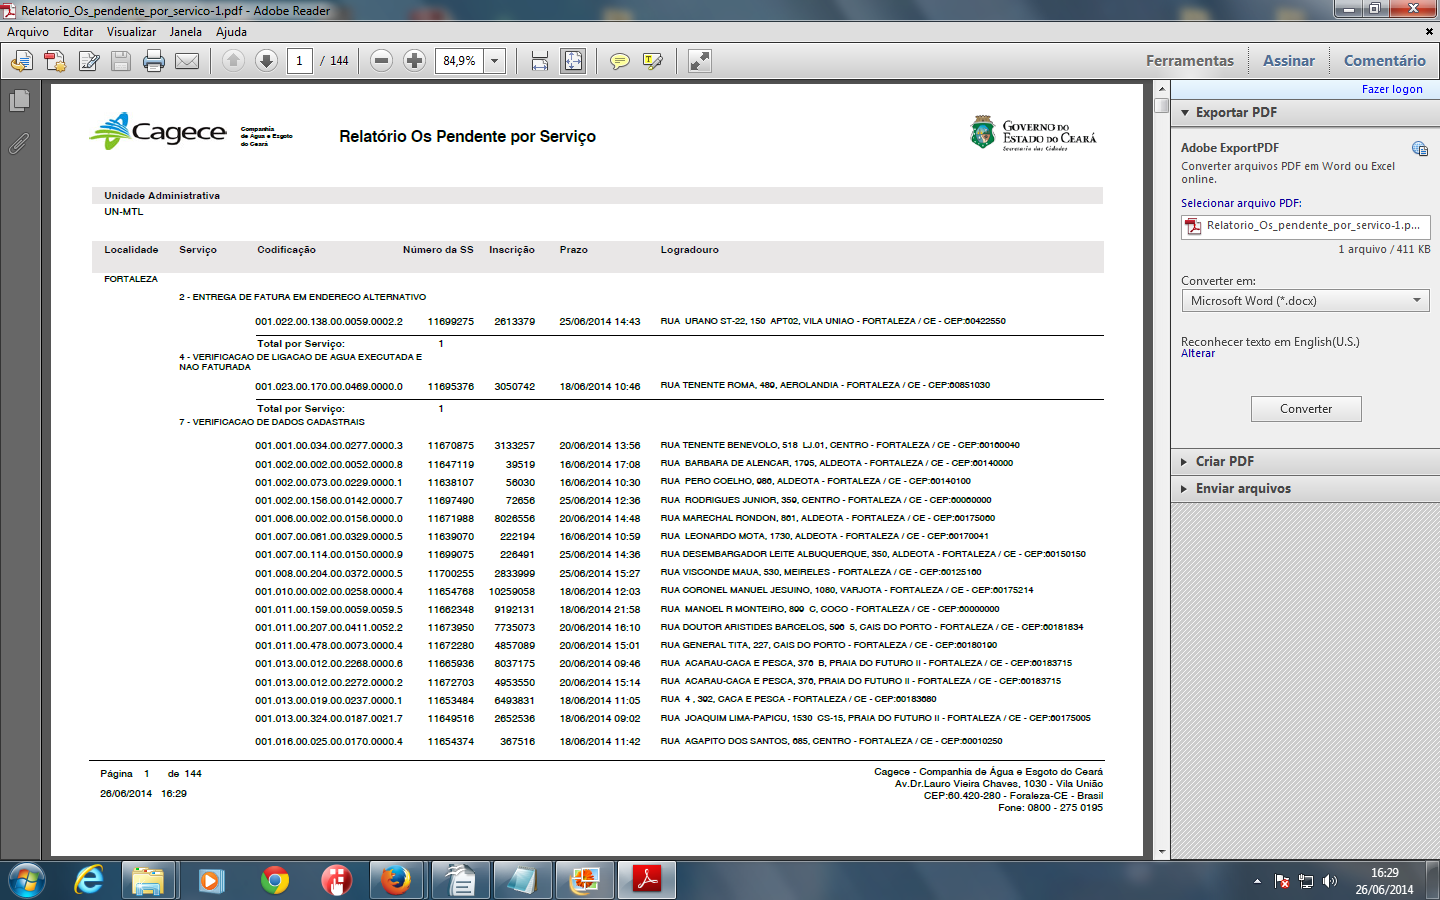 Relatorio_Os_pendente_por_servico-1.pdf - Adobe Reader
Arquivo Editar Visualizar Janela Ajuda
1 / 144 84,9% Ferramentas Assinar Comentário
Fazer logon
Exportar PDF
Adobe ExportPDF
Converter arquivos PDF em Word ou Excel
online.
Selecionar arquivo PDF:
Relatorio_Os_pendente_por_servico-1.p...
1 arquivo / 411 KB
Converter em:
Microsoft Word (*.docx)
Reconhecer texto em English(U.S.)
Alterar
Converter
Criar PDF
Enviar arquivos
Cagece
Companhia
de Água e Esgoto
do Ceará
Relatório Os Pendente por Serviço
GOVERNO DO
ESTADO DO CEARÁ
Secretaria das Cidades
Unidade Administrativa
UN-MTL
Localidade Serviço Codificação Número da SS Inscrição Prazo Logradouro
FORTALEZA
2 - ENTREGA DE FATURA EM ENDERECO ALTERNATIVO
001.022.00.138.00.0059.0002.2 11699275 2613379 25/06/2014 14:43 RUA URANO ST-22, 150 APT02, VILA UNIAO - FORTALEZA / CE - CEP:60422550
Total por Serviço: 1
4 - VERIFICACAO DE LIGACAO DE AGUA EXECUTADA E
NAO FATURADA
001.023.00.170.00.0469.0000.0 11695376 3050742 18/06/2014 10:46 RUA TENENTE ROMA, 489, AEROLANDIA - FORTALEZA / CE - CEP:60851030
Total por Serviço: 1
7 - VERIFICACAO DE DADOS CADASTRAIS
001.001.00.034.00.0277.0000.3 11670875 3133257 20/06/2014 13:56 RUA TENENTE BENEVOLO, 518 LJ.01, CENTRO - FORTALEZA / CE - CEP:60160040
001.002.00.002.00.0052.0000.8 11647119 39519 16/06/2014 17:08 RUA BARBARA DE ALENCAR, 1795, ALDEOTA - FORTALEZA / CE - CEP:60140000
001.002.00.073.00.0229.0000.1 11638107 56030 16/06/2014 10:30 RUA PERO COELHO, 986, ALDEOTA - FORTALEZA / CE - CEP:60140100
001.002.00.156.00.0142.0000.7 11697490 72656 25/06/2014 12:36 RUA RODRIGUES JUNIOR, 359, CENTRO - FORTALEZA / CE - CEP:60060000
001.006.00.002.00.0156.0000.0 11671988 8026556 20/06/2014 14:48 RUA MARECHAL RONDON, 861, ALDEOTA - FORTALEZA / CE - CEP:60175060
001.007.00.061.00.0329.0000.5 11639070 222194 16/06/2014 10:59 RUA LEONARDO MOTA, 1730, ALDEOTA - FORTALEZA / CE - CEP:60170041
001.007.00.114.00.0150.0000.9 11699075 226491 25/06/2014 14:36 RUA DESEMBARGADOR LEITE ALBUQUERQUE, 350, ALDEOTA - FORTALEZA / CE - CEP:60150150
001.008.00.204.00.0372.0000.5 11700255 2833999 25/06/2014 15:27 RUA VISCONDE MAUA, 530, MEIRELES - FORTALEZA / CE - CEP:60125160
001.010.00.002.00.0258.0000.4 11654768 10259058 18/06/2014 12:03 RUA CORONEL MANUEL JESUINO, 1080, VARJOTA - FORTALEZA / CE - CEP:60175214
001.011.00.159.00.0059.0059.5 11662348 9192131 18/06/2014 21:58 RUA MANOEL R MONTEIRO, 899 C, COCO - FORTALEZA / CE - CEP:60000000
001.011.00.207.00.0411.0052.2 11673950 7735073 20/06/2014 16:10 RUA DOUTOR ARISTIDES BARCELOS, 596 5, CAIS DO PORTO - FORTALEZA / CE - CEP:60181834
001.011.00.478.00.0073.0000.4 11672280 4857089 20/06/2014 15:01 RUA GENERAL TITA, 227, CAIS DO PORTO - FORTALEZA / CE - CEP:60180190
001.013.00.012.00.2268.0000.6 11665936 8037175 20/06/2014 09:46 RUA ACARAU-CACA E PESCA, 376 B, PRAIA DO FUTURO II - FORTALEZA / CE - CEP:60183715
001.013.00.012.00.2272.0000.2 11672703 4953550 20/06/2014 15:14 RUA ACARAU-CACA E PESCA, 376, PRAIA DO FUTURO II - FORTALEZA / CE - CEP:60183715
001.013.00.019.00.0237.0000.1 11653484 6493831 18/06/2014 11:05 RUA 4 , 392, CACA E PESCA - FORTALEZA / CE - CEP:60183680
001.013.00.324.00.0187.0021.7 11649516 2652536 18/06/2014 09:02 RUA JOAQUIM LIMA-PAPICU, 1530 CS-15, PRAIA DO FUTURO II - FORTALEZA / CE - CEP:60175005
001.016.00.025.00.0170.0000.4 11654374 367516 18/06/2014 11:42 RUA AGAPITO DOS SANTOS, 685, CENTRO - FORTALEZA / CE - CEP:60010250
Página 1 de 144
26/06/2014 16:29
Cagece - Companhia de Água e Esgoto do Ceará
Av.Dr.Lauro Vieira Chaves, 1030 - Vila União
CEP:60.420-280 - Foraleza-CE - Brasil
Fone: 0800 - 275 0195
16:29
26/06/2014